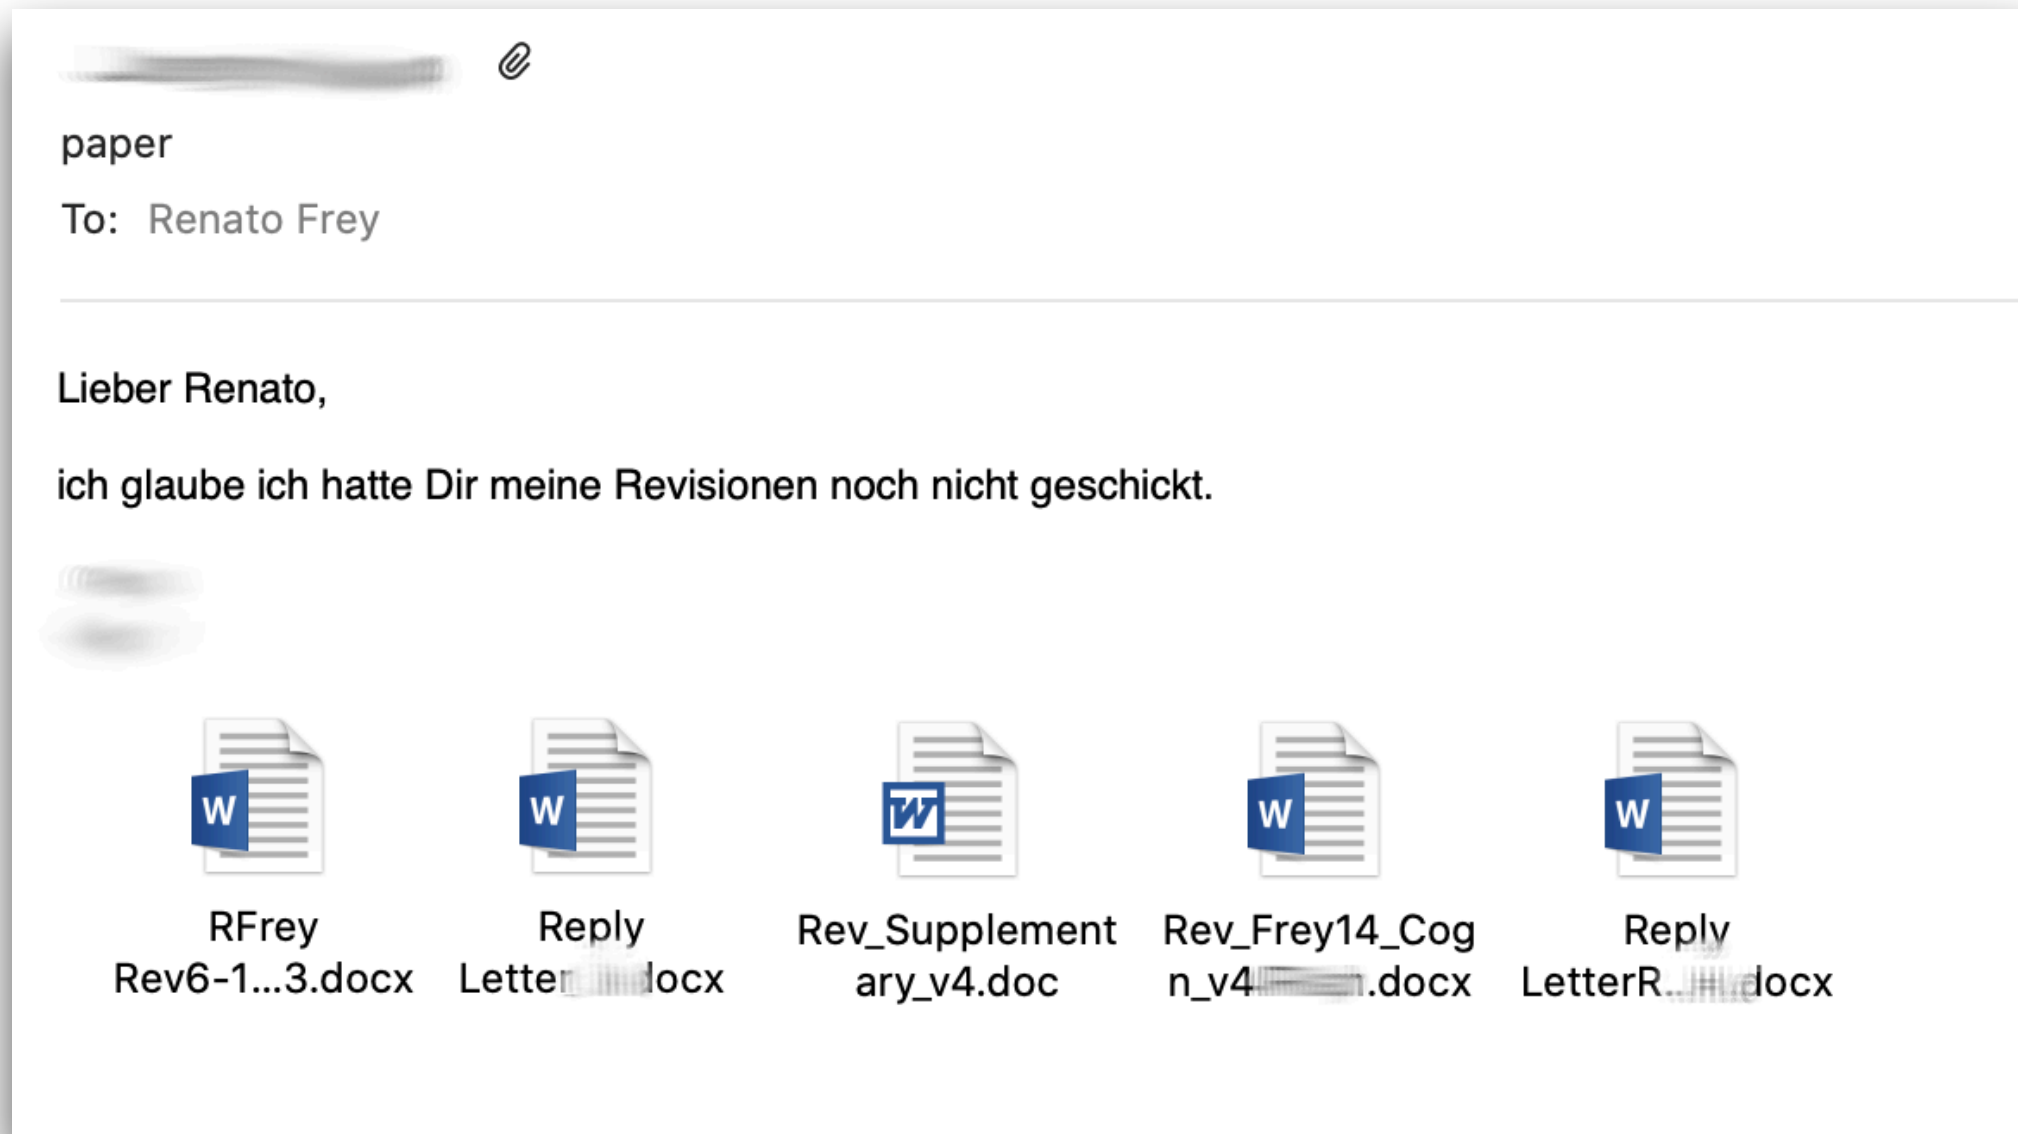 paper
To: Renato Frey
Lieber Renato,
ich glaube ich hatte Dir meine Revisionen noch nicht geschickt.
RFrey
Rev6-1...3.docx
Reply
Letter docx
Rev_Supplement
ary_v4.doc
Rev_Frey14_Cog
n_v4 .docx
Reply
LetterR... docx